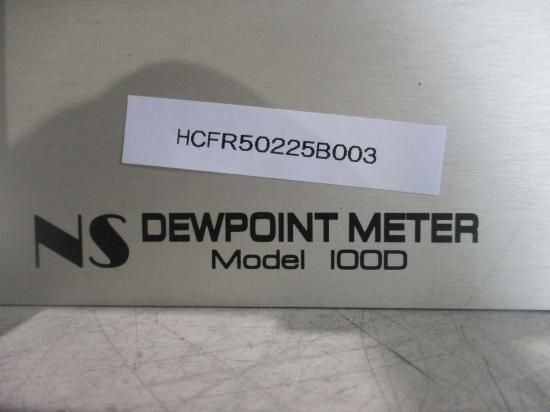 HCFR50225B003
NS DEWPOINT METER
Model 100D